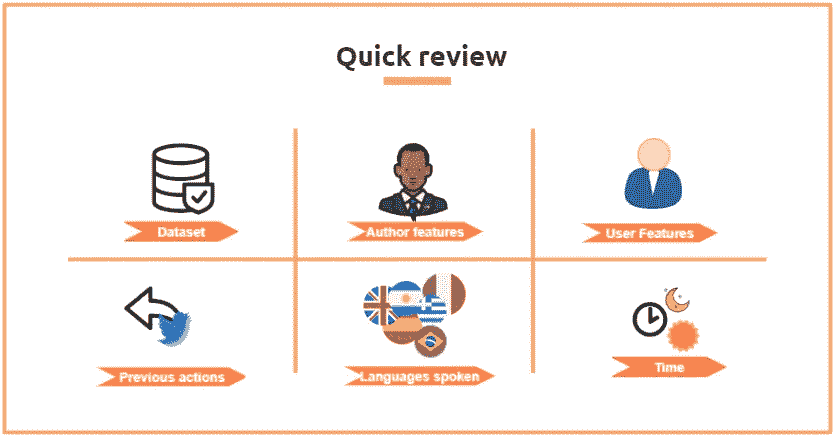 Quick review
Dataset
Author features
User Features
Previous actions
Languages spoken
Time